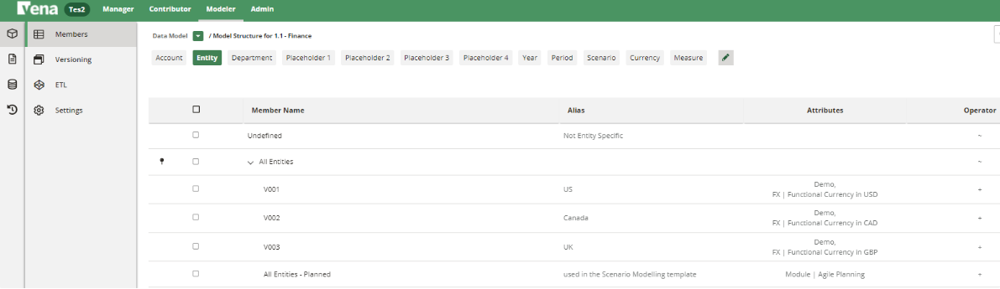 Vena Tes2 Manager Contributor Modeler Admin
Members
Versioning
ETL
Settings
Data Model / Model Structure for 1.1 - Finance
Account Entity Department Placeholder 1 Placeholder 2 Placeholder 3 Placeholder 4 Year Period Scenario Currency Measure
Member Name Alias Attributes Operator
Undefined Not Entity Specific ~
All Entities ~
V001 US Demo, +
FX | Functional Currency in USD
V002 Canada Demo, +
FX | Functional Currency in CAD
V003 UK Demo, +
FX | Functional Currency in GBP
All Entities - Planned used in the Scenario Modelling template Module | Agile Planning +